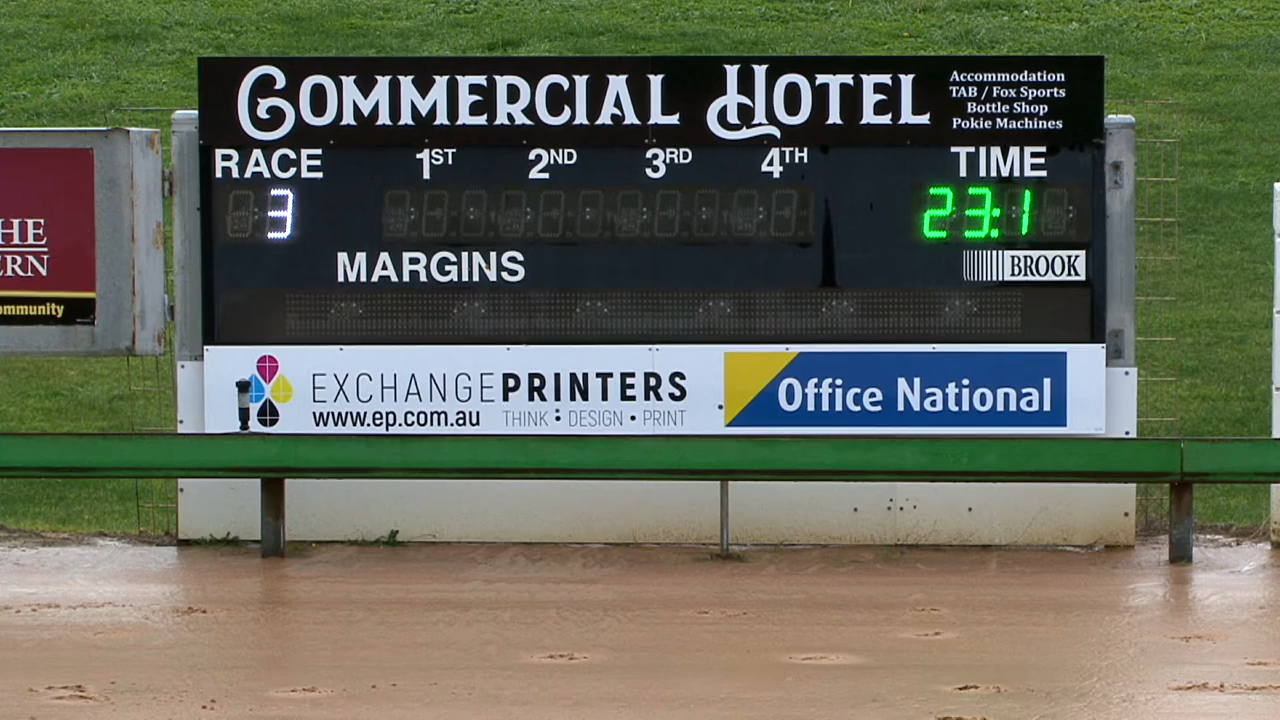 COMMERCIAL HOTEL
Accommodation
TAB / Fox Sports
Bottle Shop
Pokie Machines
RACE 1ST 2ND 3RD 4TH TIME
3 23:1
MARGINS
BROOK
HE
ERN
ommunity
EXCHANGEPRINTERS
www.ep.com.au THINK • DESIGN • PRINT
Office National